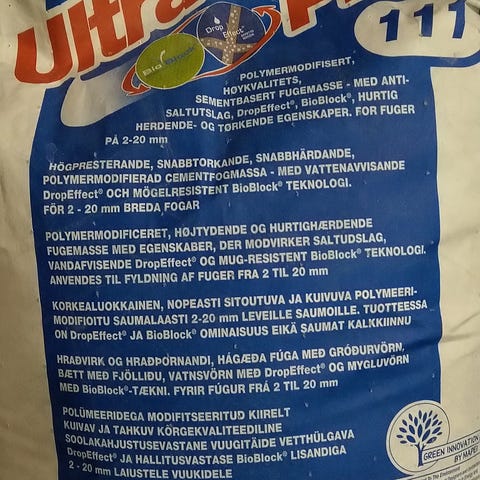 Ultra
111
BioBlock®
Drop
Effect®
POLYMERMODIFISERT,
HØYKVALITETS,
SEMENTBASERT FUGEMASSE - MED ANTI-
SALTUTSLAG, DropEffect®, BioBlock®, HURTIG
HERDENDE- OG TØRKENDE EGENSKAPER. FOR FUGER
PÅ 2-20 mm
HÖGPRESTERANDE, SNABBTORKANDE, SNABBHÄRDANDE,
POLYMERMODIFIERAD CEMENTFOGMASSA - MED VATTENAVVISANDE
DropEffect® OCH MÖGELRESISTENT BioBlock® TEKNOLOGI.
FÖR 2 - 20 mm BREDA FOGAR
POLYMERMODIFICERET, HØJTYDENDE OG HURTIGHÆRDENDE
FUGEMASSE MED EGENSKABER, DER MODVIRKER SALTUDSLAG,
VANDAFVISENDE DropEffect® OG MUG-RESISTENT BioBlock® TEKNOLOGI.
ANVENDES TIL FYLDNING AF FUGER FRA 2 TIL 20 mm
KORKEALUOKKAINEN, NOPEASTI SITOUTUVA JA KUIVUVA POLYMEERI-
MODIFIOITU SAUMALAASTI 2-20 mm LEVEILLE SAUMOILLE. TUOTTEESSA
ON DropEffect® JA BioBlock® OMINAISUUS EIKÄ SAUMAT KALKKIINNU
HRAÐVIRK OG HRAÐÞORNANDI, HÁGÆÐA FÚGA MEÐ GRÓÐURVÖRN,
BÆTT MEÐ FJÖLLIÐU, VATNSVÖRN MEÐ DropEffect® OG MYGLUVÖRN
MEÐ BioBlock®-TÆKNI. FYRIR FÚGUR FRÁ 2 TIL 20 mm
POLÜMEERIDEGA MODIFITSEERITUD KIIRELT
KUIVAV JA TAHKUV KÕRGEKVALITEEDILINE
SOOLAKAHJUSTUSEVASTANE VUUGITÄIDE VETTHÜLGAVA
DropEffect® JA HALLITUSVASTASE BioBlock® LISANDIGA
2 - 20 mm LAIUSTELE VUUKIDELE
GREEN INNOVATION
BY MAPEI